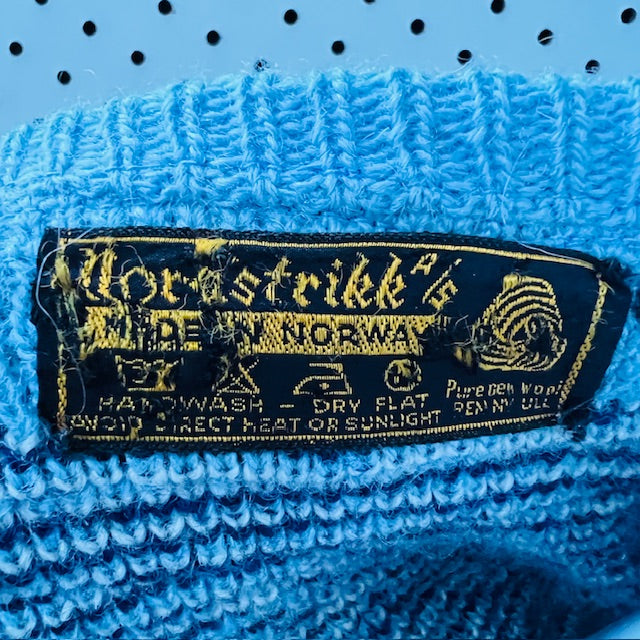 Nordstrikk A/S
MADE IN NORWAY
HANDWASH - DRY FLAT
AVOID DIRECT HEAT OR SUNLIGHT
Pure new wool
REN NY ULL